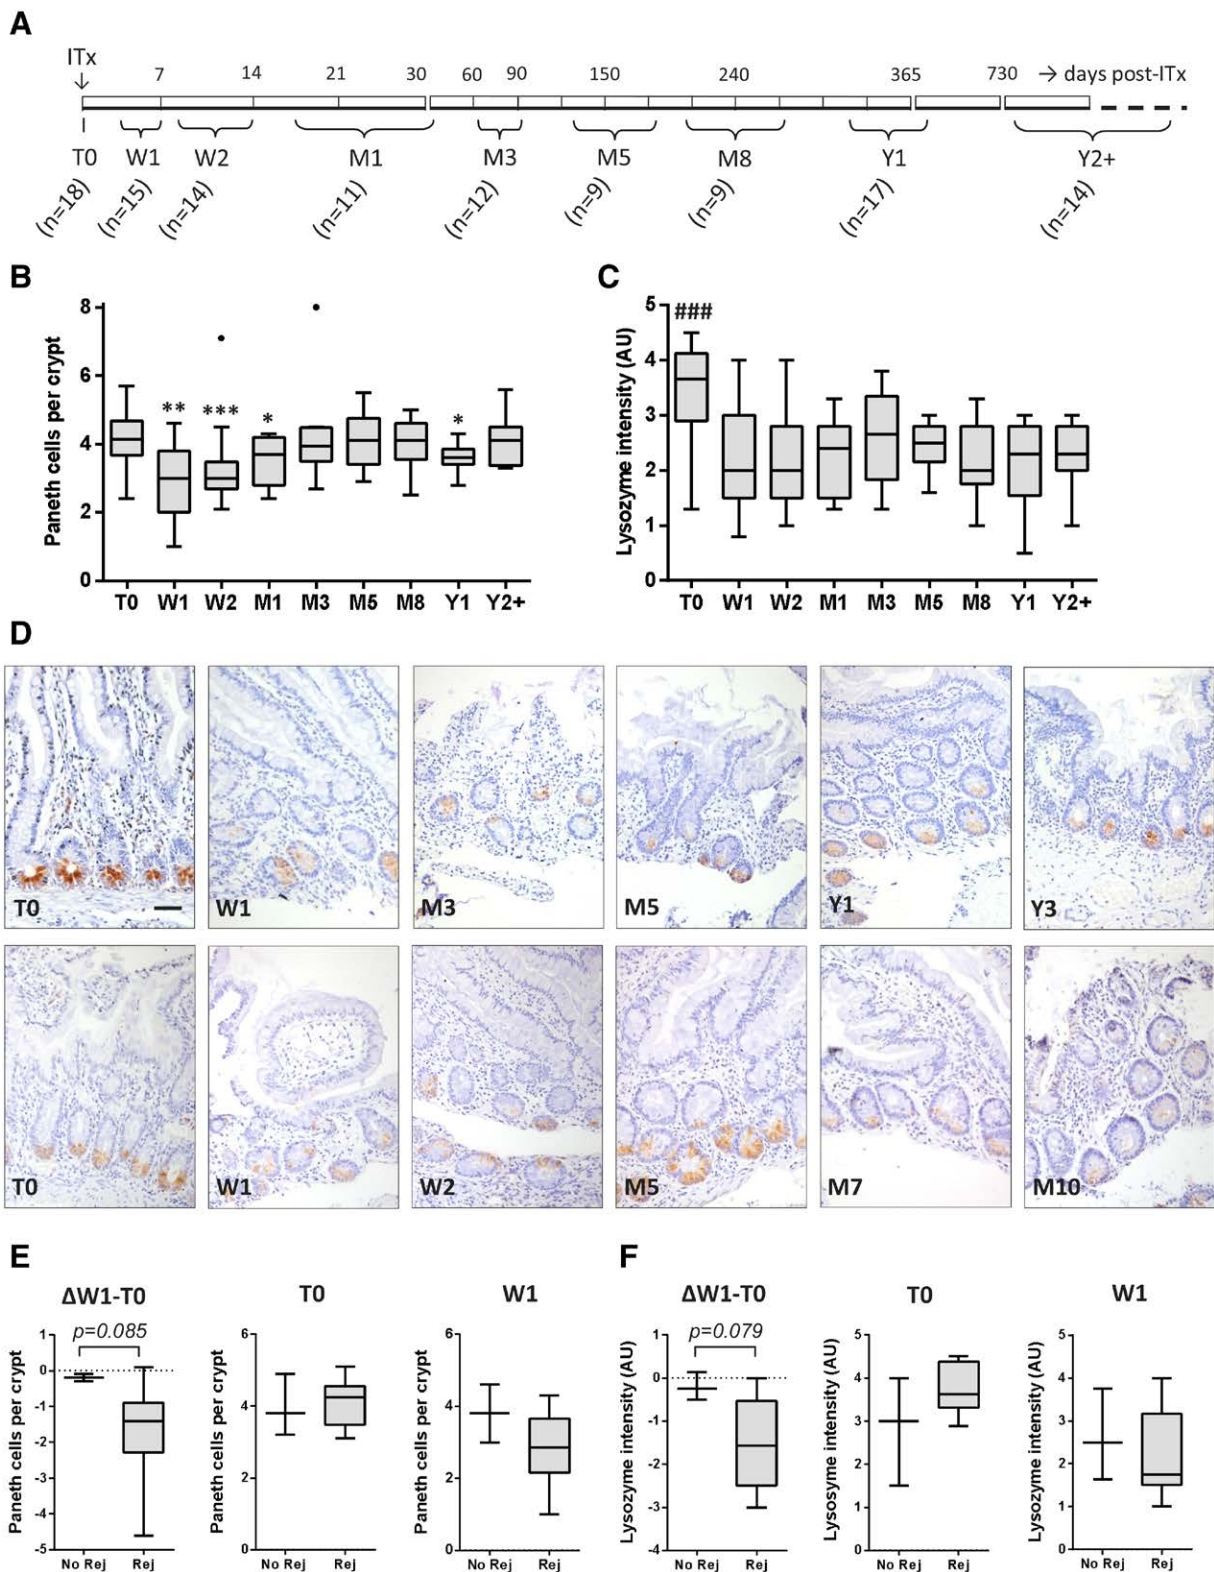 A
ITx
7 14 21 30 60 90 150 240 365 730 → days post-ITx
T0 W1 W2 M1 M3 M5 M8 Y1 Y2+
(n=18) (n=15) (n=14) (n=11) (n=12) (n=9) (n=9) (n=17) (n=14)
B
Paneth cells per crypt
8
6
4
2
0
** *** * *
T0 W1 W2 M1 M3 M5 M8 Y1 Y2+
C
Lysozyme intensity (AU)
5
4
3
2
1
0
###
T0 W1 W2 M1 M3 M5 M8 Y1 Y2+
D
T0 W1 M3 M5 Y1 Y3
T0 W1 W2 M5 M7 M10
E
ΔW1-T0
p=0.085
Paneth cells per crypt
1
0
-1
-2
-3
-4
-5
No Rej Rej
T0
Paneth cells per crypt
6
4
2
0
No Rej Rej
W1
Paneth cells per crypt
6
4
2
0
No Rej Rej
F
ΔW1-T0
p=0.079
Lysozyme intensity (AU)
1
0
-1
-2
-3
-4
No Rej Rej
T0
Lysosyme intensity (AU)
5
4
3
2
1
0
No Rej Rej
W1
Lysozyme intensity (AU)
5
4
3
2
1
0
No Rej Rej